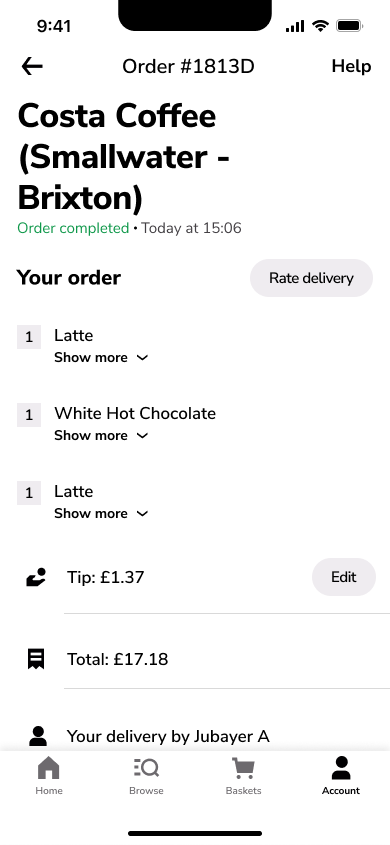 9:41
Order #1813D
Help
Costa Coffee
(Smallwater -
Brixton)
Order completed • Today at 15:06
Your order
Rate delivery
1 Latte
Show more
1 White Hot Chocolate
Show more
1 Latte
Show more
Tip: £1.37
Edit
Total: £17.18
Your delivery by Jubayer A
Home
Browse
Baskets
Account